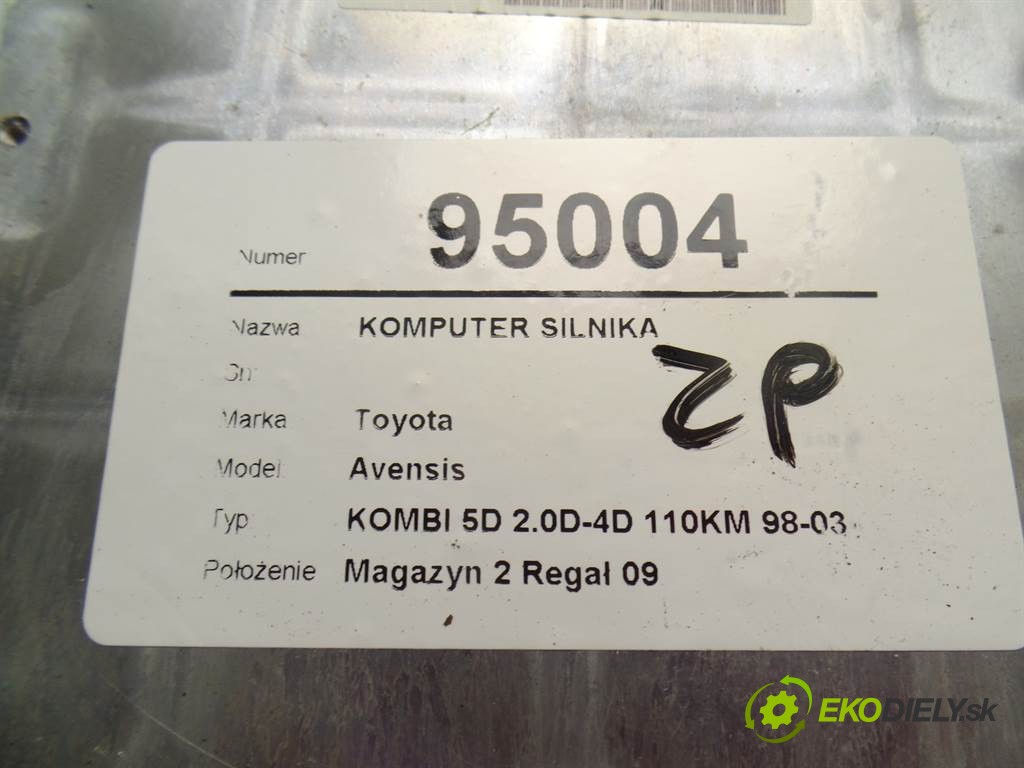 Numer 95004
Nazwa KOMPUTER SILNIKA
ZP
Marka Toyota
Model Avensis
Typ KOMBI 5D 2.0D-4D 110KM 98-03
Położenie Magazyn 2 Regał 09
EKODIELY.sk